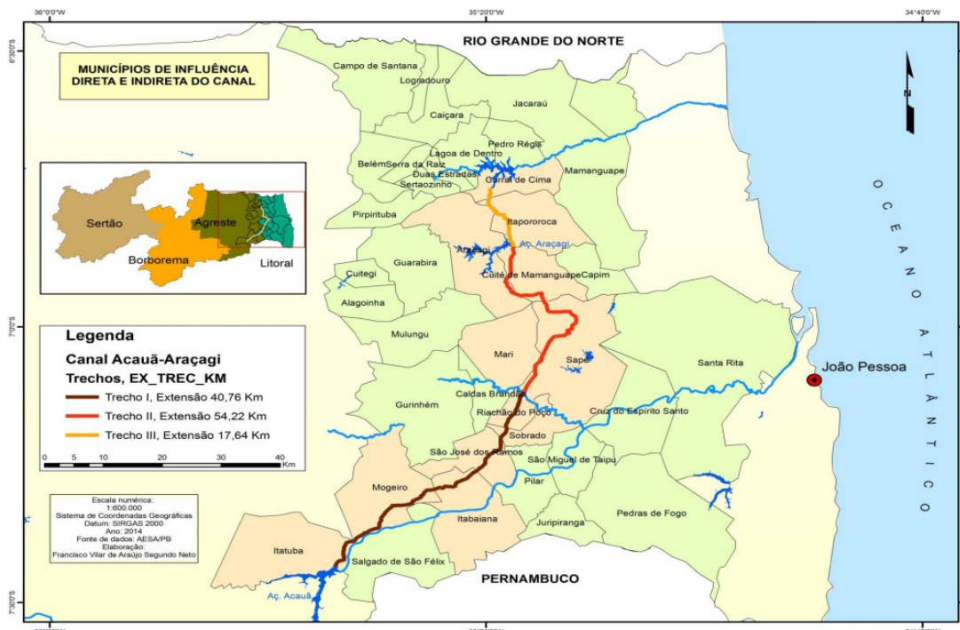 36°0'0"W
35°20'0"W
34°40'0"W
6°30'S
7°0'0"S
7°30'S
RIO GRANDE DO NORTE
MUNICÍPIOS DE INFLUÊNCIA
DIRETA E INDIRETA DO CANAL
N
Campo de Santana
Logradouro
Jacaraú
Caiçara
Pedro Régis
Lagoa de Dentro
Belém
Serra da Raiz
Duas Estradas
Sertaozinho
Curral de Cima
Mamanguape
Pirpirituba
Itapororoca
Araçagi
Aç. Araçagi
Guarabira
Cuité de Mamanguape
Capim
Cuitegi
Alagoinha
Mulungu
Mari
Sapé
Santa Rita
João Pessoa
OCEANO ATLÂNTICO
Caldas Brandão
Gurinhém
Riachão do Poço
Cruz do Espírito Santo
Sobrado
São José dos Ramos
São Miguel de Taipu
Pilar
Mogeiro
Itabaiana
Juripiranga
Pedras de Fogo
Itatuba
Salgado de São Félix
Aç. Acauã
PERNAMBUCO
Sertão
Agreste
Borborema
Litoral
Legenda
Canal Acauã-Araçagi
Trechos, EX_TREC_KM
Trecho I, Extensão 40,76 Km
Trecho II, Extensão 54,22 Km
Trecho III, Extensão 17,64 Km
0 5 10 20 30 40
Km
Escala numérica:
1:600.000
Sistema de Coordenadas Geográficas
Datum: SIRGAS 2000
Ano: 2014
Fonte de dados: AESA/PB
Elaboração:
Francisco Vilar de Araújo Segundo Neto